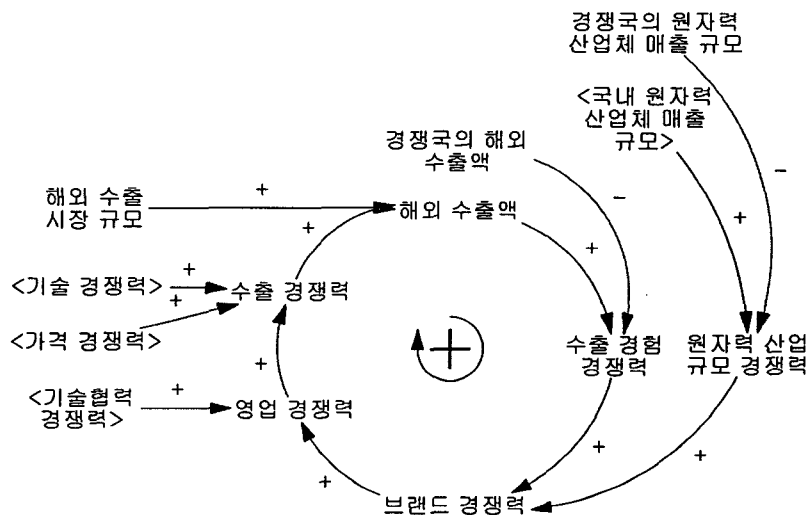 경쟁국의 원자력
산업체 매출 규모
<국내 원자력
산업체 매출
규모>
경쟁국의 해외
수출액
해외 수출
시장 규모
+
해외 수출액
−
−
+
+
+
<기술 경쟁력>
+
수출 경쟁력
+
<가격 경쟁력>
+
수출 경험
경쟁력
원자력 산업
규모 경쟁력
+
<기술협력
경쟁력>
+
영업 경쟁력
+
+
+
브랜드 경쟁력